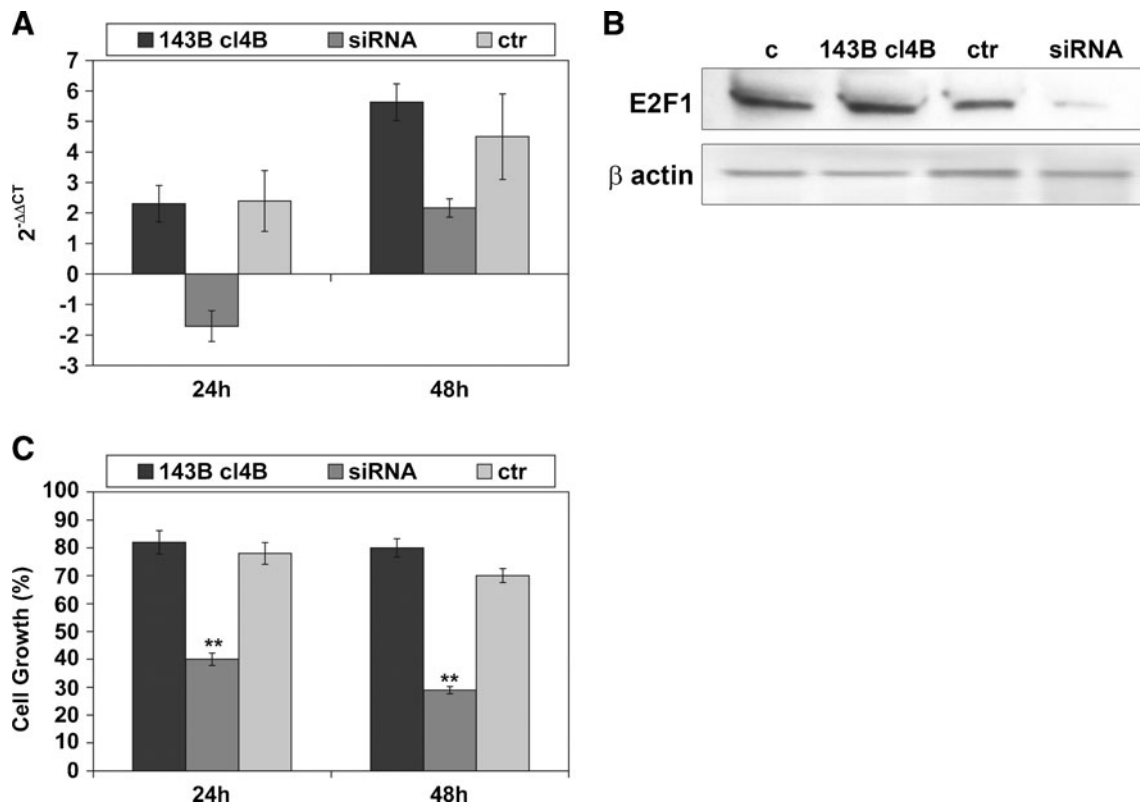 A
143B cl4B siRNA ctr
7
6
5
4
3
2
1
0
-1
-2
-3
2^-ΔΔCT
24h 48h
B
c 143B cl4B ctr siRNA
E2F1
β actin
C
143B cl4B siRNA ctr
100
90
80
70
60
50
40
30
20
10
0
Cell Growth (%)
**
**
24h 48h